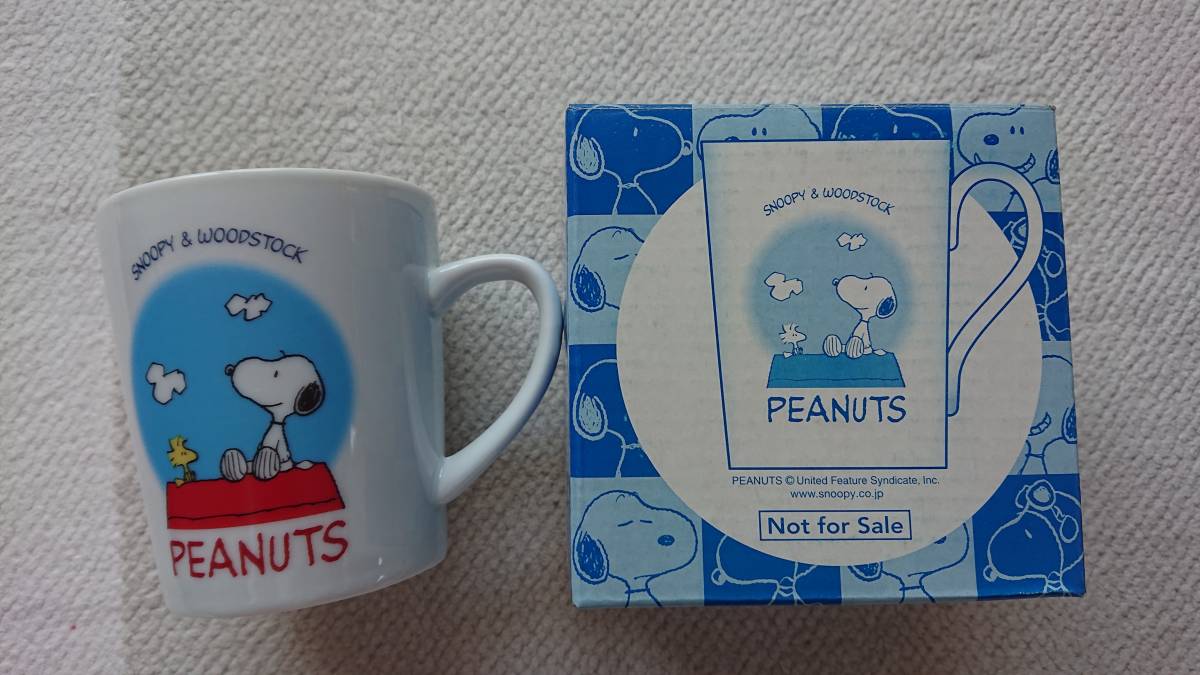 SNOOPY & WOODSTOCK
PEANUTS
SNOOPY & WOODSTOCK
PEANUTS
PEANUTS © United Feature Syndicate, Inc.
www.snoopy.co.jp
Not for Sale